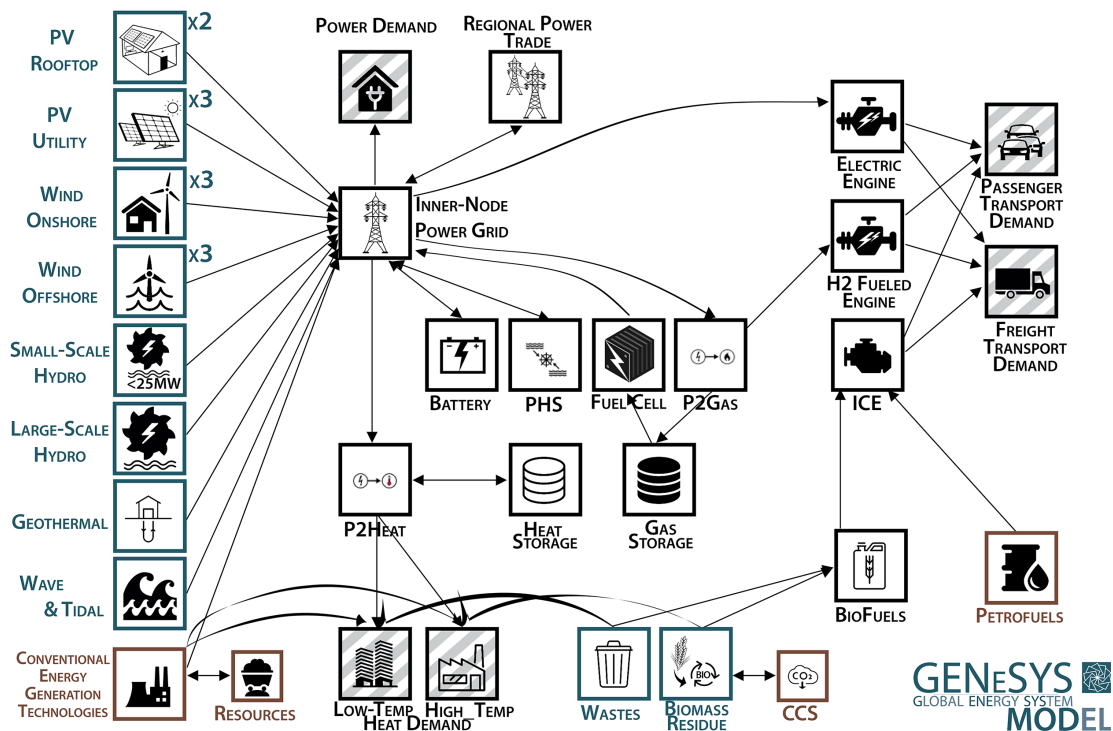 PV
Rooftop
x2
PV
Utility
x3
Wind
Onshore
x3
Wind
Offshore
x3
Small-Scale
Hydro
<25MW
Large-Scale
Hydro
Geothermal
Wave
& Tidal
Conventional
Energy
Generation
Technologies
Resources
Power Demand
Regional Power
Trade
Inner-Node
Power Grid
Battery
PHS
Fuel Cell
P2Gas
P2Heat
Heat
Storage
Gas
Storage
Low-Temp High_Temp
Heat Demand
Wastes
BIO
Biomass
Residue
CO2
CCS
Electric
Engine
H2 Fueled
Engine
ICE
BioFuels
Petrofuels
Passenger
Transport
Demand
Freight
Transport
Demand
GENeSYS
GLOBAL ENERGY SYSTEM
MODEL